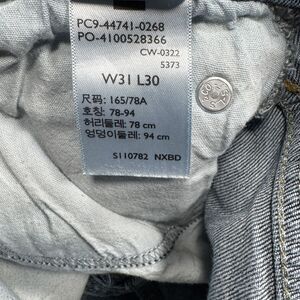 PC9-44741-0268
PO-4100528366
CW-0322
5373
W31 L30
尺码: 165/78A
호칭: 78-94
허리둘레: 78 cm
엉덩이둘레: 94 cm
S110782 NXBD